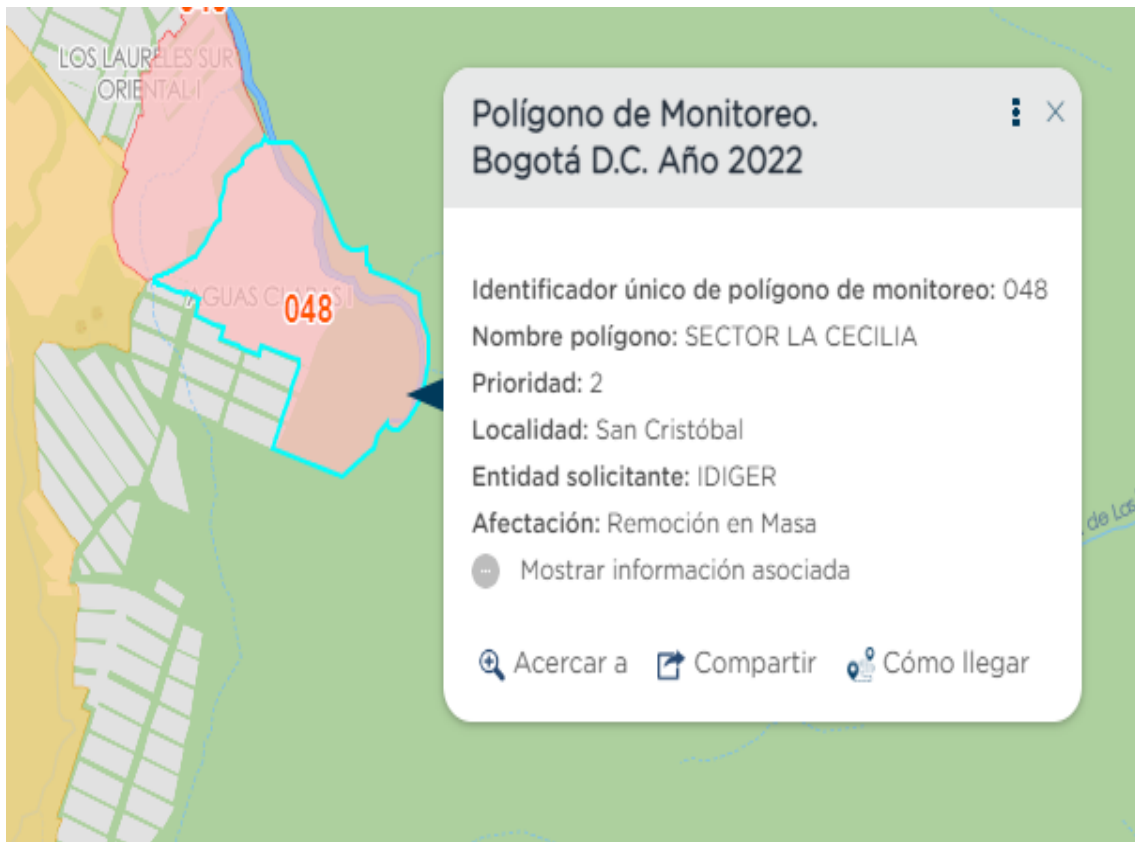 LOS LAURELES SUR
ORIENTAL I
AGUAS CLARAS I
048
Polígono de Monitoreo.
Bogotá D.C. Año 2022
Identificador único de polígono de monitoreo: 048
Nombre polígono: SECTOR LA CECILIA
Prioridad: 2
Localidad: San Cristóbal
Entidad solicitante: IDIGER
Afectación: Remoción en Masa
Mostrar información asociada
Acercar a Compartir Cómo llegar
de Las